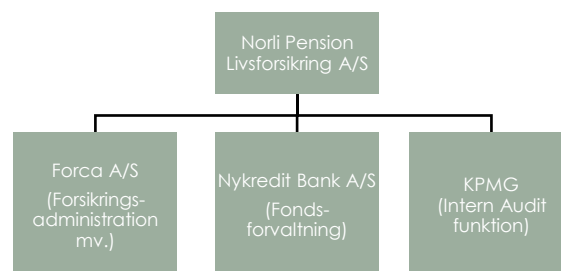 Norli Pension
Livsforsikring A/S
Forca A/S
(Forsikrings-
administration
mv.)
Nykredit Bank A/S
(Fonds-
forvaltning)
KPMG
(Intern Audit
funktion)